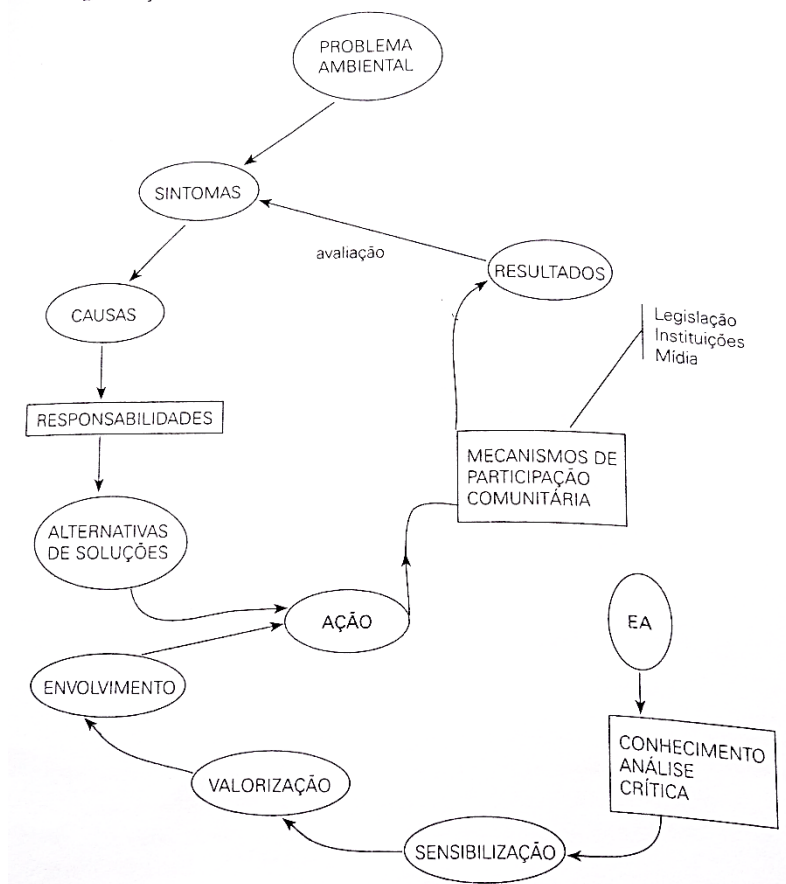 PROBLEMA
AMBIENTAL
SINTOMAS
avaliação
RESULTADOS
CAUSAS
Legislação
Instituições
Mídia
RESPONSABILIDADES
MECANISMOS DE
PARTICIPAÇÃO
COMUNITÁRIA
ALTERNATIVAS
DE SOLUÇÕES
AÇÃO
EA
ENVOLVIMENTO
CONHECIMENTO
ANÁLISE
CRÍTICA
VALORIZAÇÃO
SENSIBILIZAÇÃO